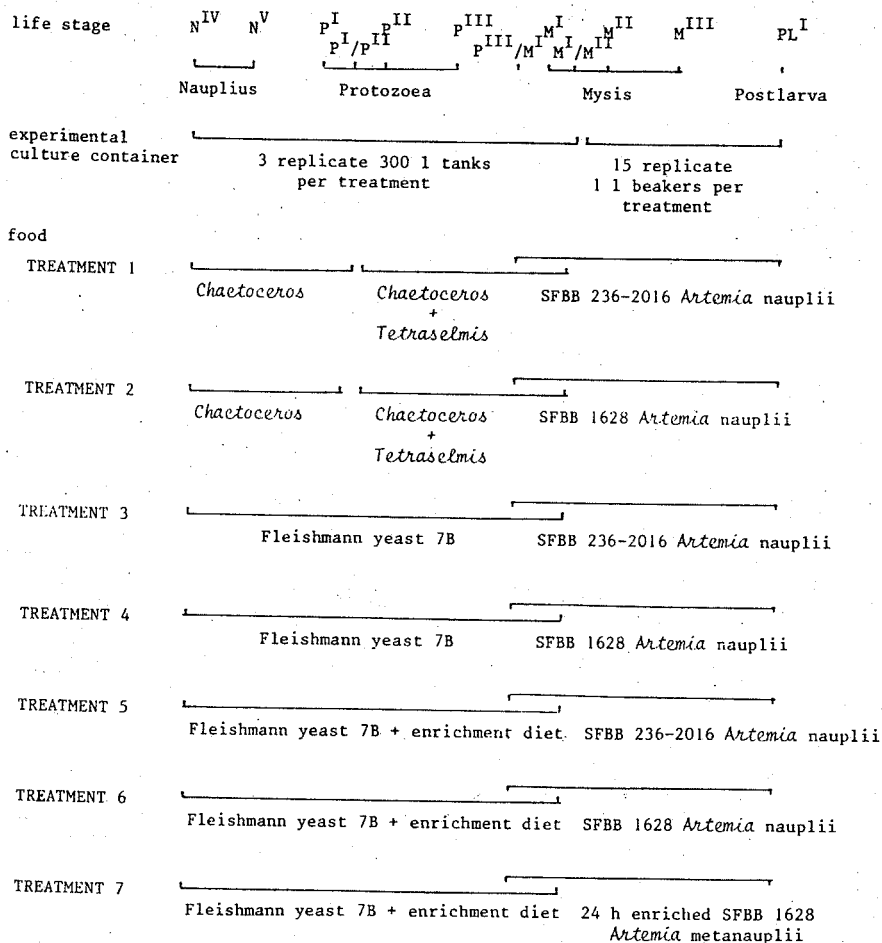 life stage N^IV N^V P^I P^I/P^II P^II P^III P^III/M^I M^I M^I/M^II M^II M^III PL^I
Nauplius Protozoea Mysis Postlarva
experimental
culture container
3 replicate 300 l tanks
per treatment
15 replicate
1 l beakers per
treatment
food
TREATMENT 1
Chaetoceros
Chaetoceros
+
Tetraselmis
SFBB 236-2016 Artemia nauplii
TREATMENT 2
Chaetoceros
Chaetoceros
+
Tetraselmis
SFBB 1628 Artemia nauplii
TREATMENT 3
Fleishmann yeast 7B SFBB 236-2016 Artemia nauplii
TREATMENT 4
Fleishmann yeast 7B SFBB 1628 Artemia nauplii
TREATMENT 5
Fleishmann yeast 7B + enrichment diet SFBB 236-2016 Artemia nauplii
TREATMENT 6
Fleishmann yeast 7B + enrichment diet SFBB 1628 Artemia nauplii
TREATMENT 7
Fleishmann yeast 7B + enrichment diet 24 h enriched SFBB 1628
Artemia metanauplii